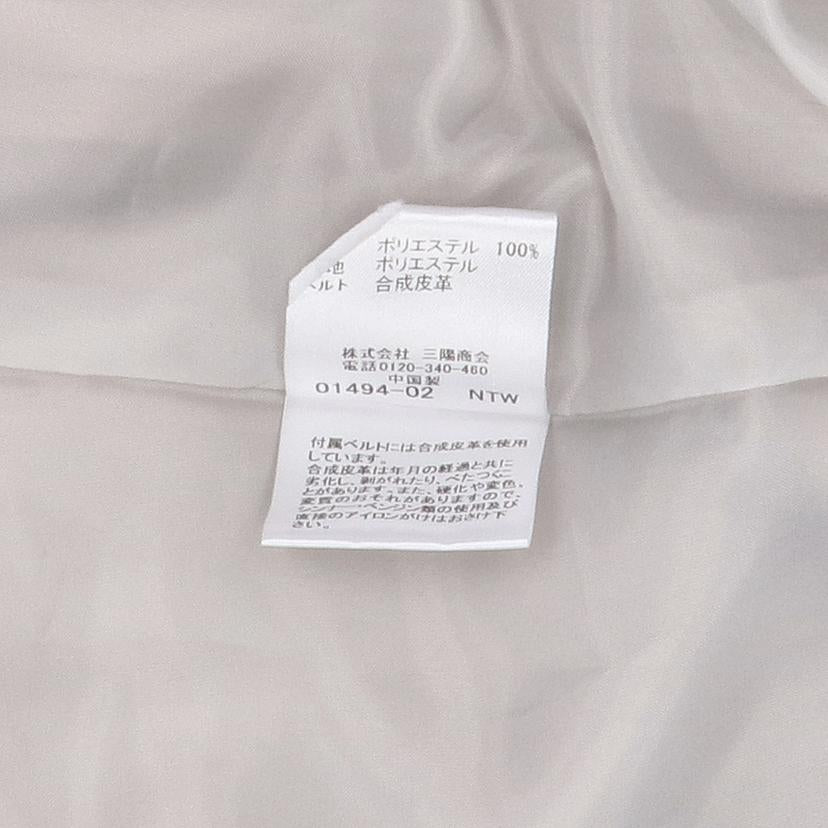 ポリエステル 100%
地 ポリエステル
ベルト 合成皮革
株式会社 三陽商会
電話0120-340-460
中国製
01494-02 NTW
付属ベルトには合成皮革を使用
しています。
合成皮革は年月の経過と共に
劣化し、剥がれたり、べたつくこ
とがあります。また、硬化や変色、
変質のおそれがありますので、
シンナー・ベンジン類の使用及び
直接のアイロンがけはおさけ下
さい。